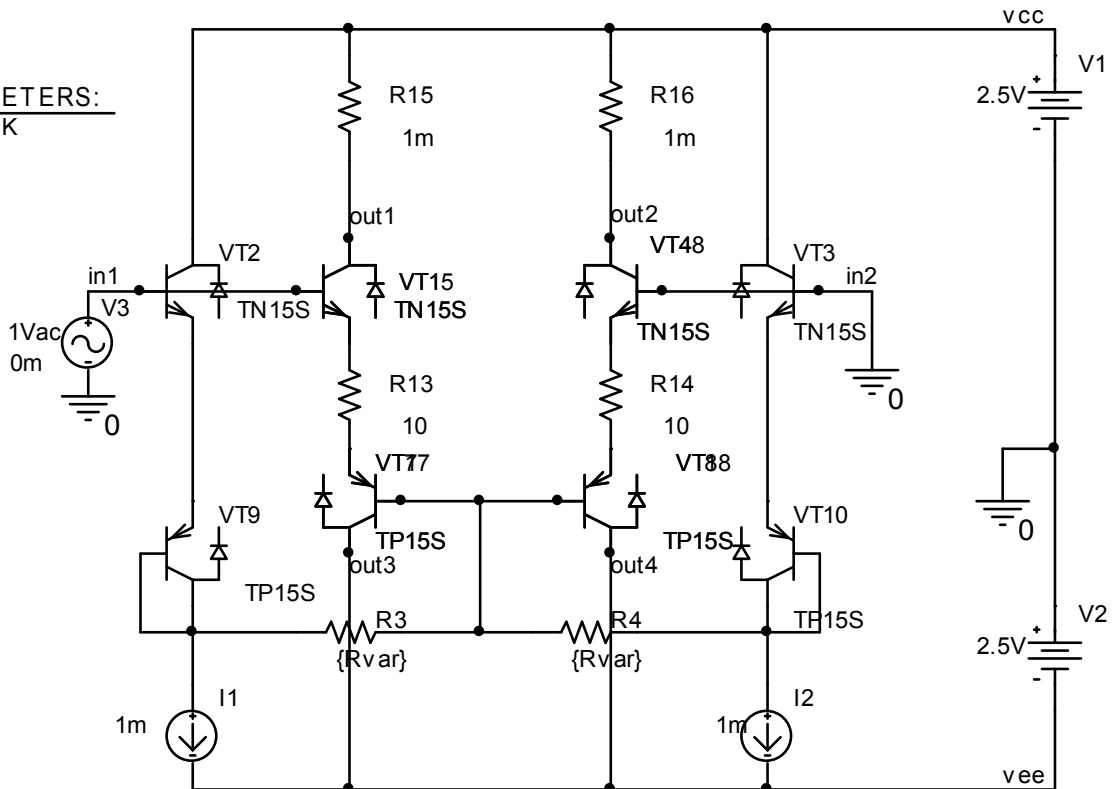 vcc
V1
2.5V
ETERS:
K
R15
1m
R16
1m
out1
out2
VT2
VT48
VT3
in1
VT15
in2
V3
TN15S
TN15S
TN15S
TN15S
1Vac
0m
R13
R14
0
0
10
10
VT18
0
VT9
VT10
TP15S
TP15S
out3
out4
TP15S
TP15S
R3
R4
V2
{Rvar}
{Rvar}
2.5V
I1
I2
1m
1m
vee